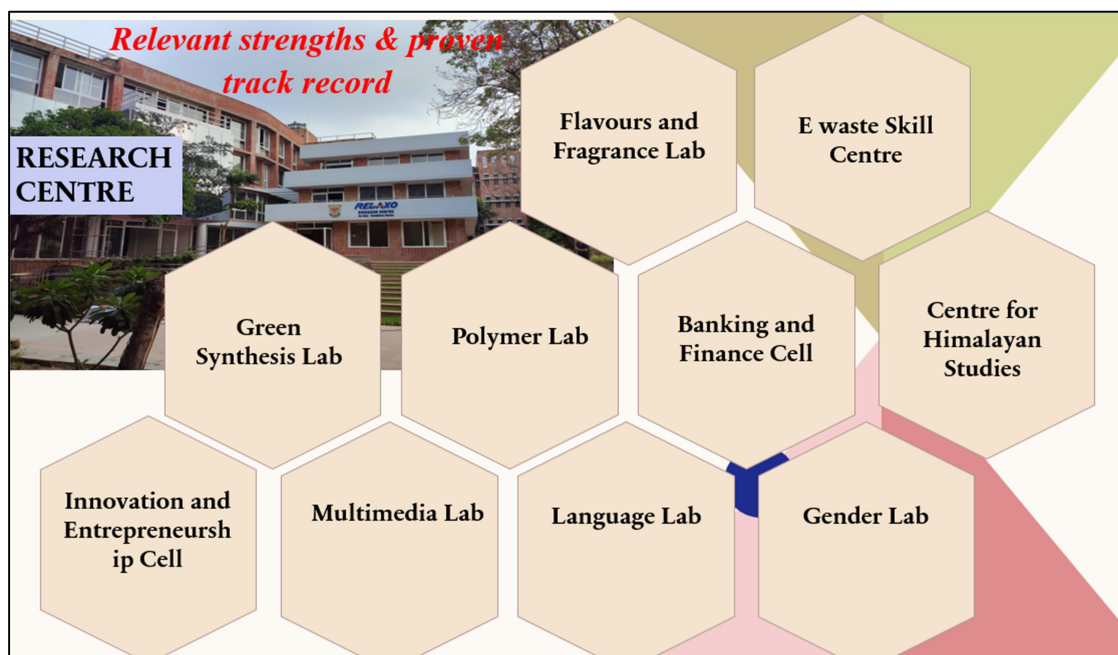 Relevant strengths & proven
track record
RESEARCH
CENTRE
RELAXO
Flavours and
Fragrance Lab
E waste Skill
Centre
Green
Synthesis Lab
Polymer Lab
Banking and
Finance Cell
Centre for
Himalayan
Studies
Innovation and
Entrepreneursh
ip Cell
Multimedia Lab
Language Lab
Gender Lab